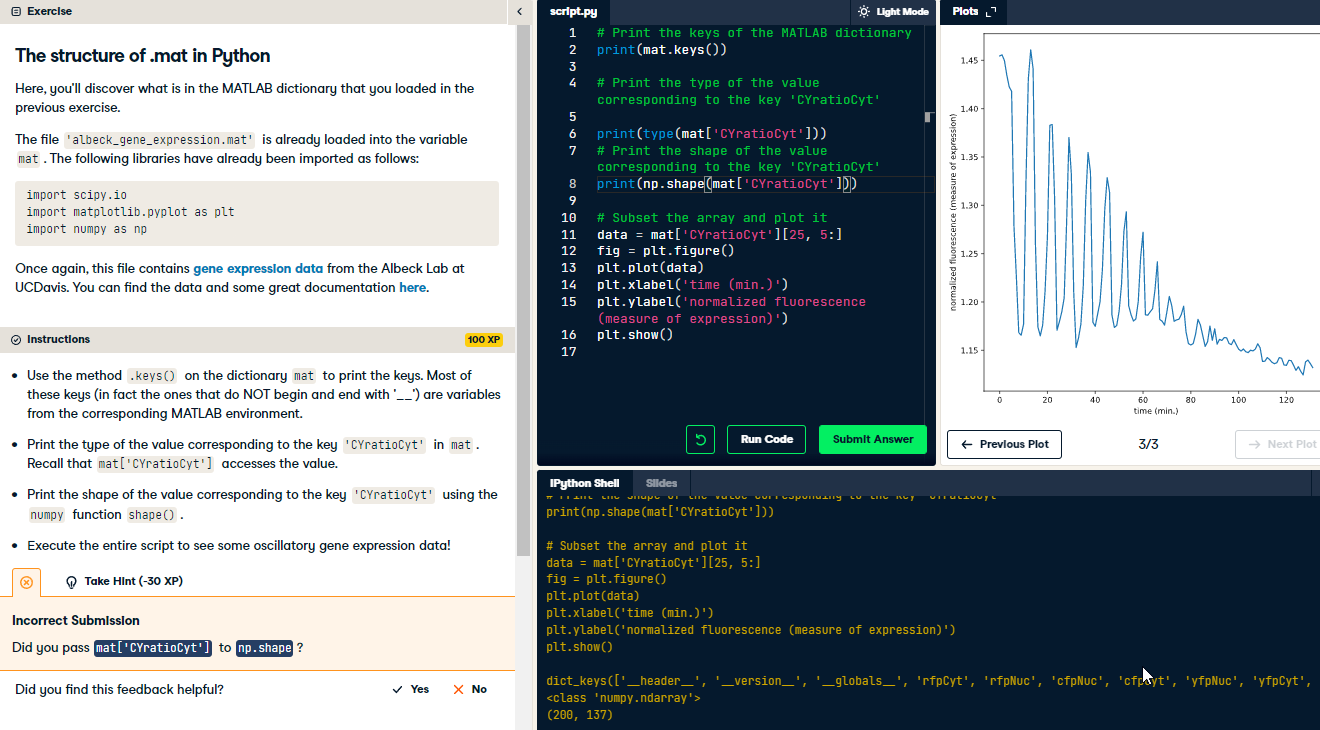 Exercise
The structure of .mat in Python
Here, you'll discover what is in the MATLAB dictionary that you loaded in the
previous exercise.
The file 'albeck_gene_expression.mat' is already loaded into the variable
mat . The following libraries have already been imported as follows:
import scipy.io
import matplotlib.pyplot as plt
import numpy as np
Once again, this file contains gene expression data from the Albeck Lab at
UCDavis. You can find the data and some great documentation here.
Instructions
100 XP
Use the method .keys() on the dictionary mat to print the keys. Most of
these keys (in fact the ones that do NOT begin and end with '__') are variables
from the corresponding MATLAB environment.
Print the type of the value corresponding to the key 'CYratioCyt' in mat .
Recall that mat['CYratioCyt'] accesses the value.
Print the shape of the value corresponding to the key 'CYratioCyt' using the
numpy function shape() .
Execute the entire script to see some oscillatory gene expression data!
Take Hint (-30 XP)
Incorrect Submission
Did you pass mat['CYratioCyt'] to np.shape ?
Did you find this feedback helpful?
Yes
No
script.py
Light Mode
1 # Print the keys of the MATLAB dictionary
2 print(mat.keys())
3
4 # Print the type of the value
corresponding to the key 'CYratioCyt'
5
6 print(type(mat['CYratioCyt']))
7 # Print the shape of the value
corresponding to the key 'CYratioCyt'
8 print(np.shape(mat['CYratioCyt']))
9
10 # Subset the array and plot it
11 data = mat['CYratioCyt'][25, 5:]
12 fig = plt.figure()
13 plt.plot(data)
14 plt.xlabel('time (min.)')
15 plt.ylabel('normalized fluorescence
(measure of expression)')
16 plt.show()
17
Run Code
Submit Answer
Plots
normalized fluorescence (measure of expression)
1.45
1.40
1.35
1.30
1.25
1.20
1.15
0 20 40 60 80 100 120
time (min.)
Previous Plot
3/3
Next Plot
IPython Shell
Slides
# Print the shape of the value corresponding to the key 'CYratioCyt'
print(np.shape(mat['CYratioCyt']))
# Subset the array and plot it
data = mat['CYratioCyt'][25, 5:]
fig = plt.figure()
plt.plot(data)
plt.xlabel('time (min.)')
plt.ylabel('normalized fluorescence (measure of expression)')
plt.show()
dict_keys(['__header__', '__version__', '__globals__', 'rfpCyt', 'rfpNuc', 'cfpNuc', 'cfpCyt', 'yfpNuc', 'yfpCyt',
<class 'numpy.ndarray'>
(200, 137)